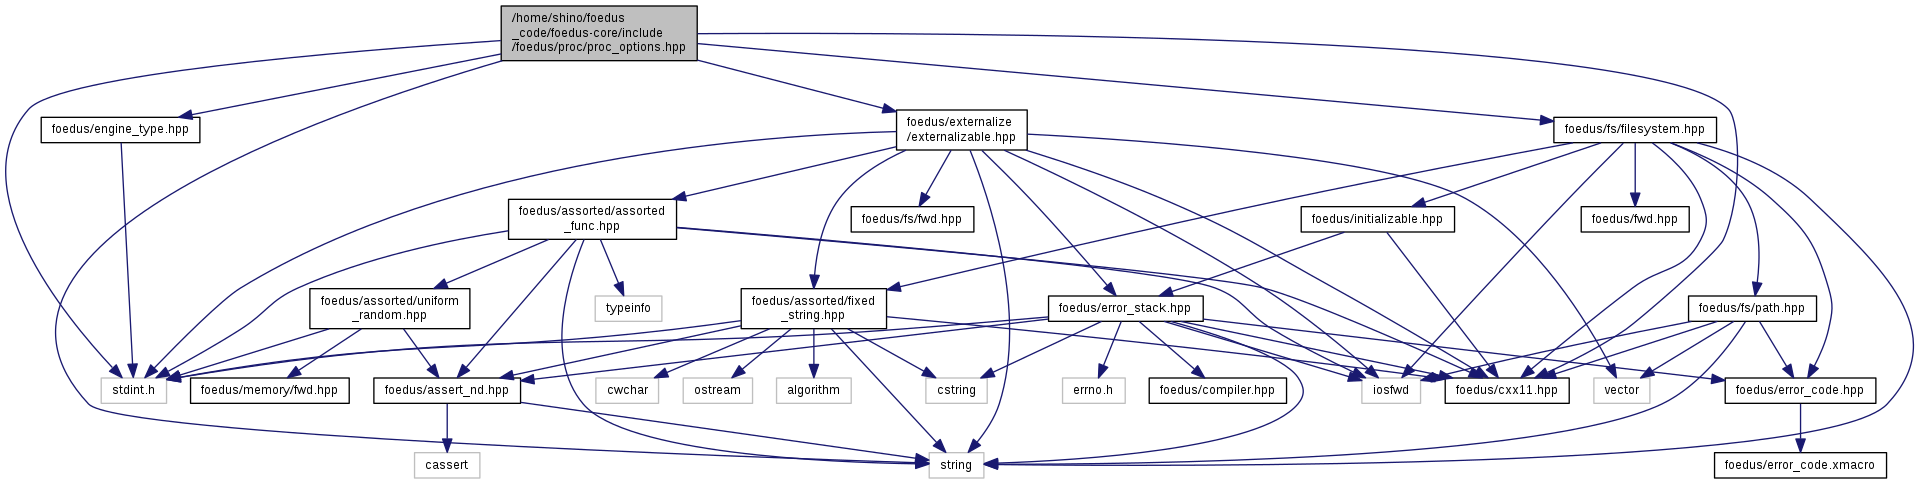 /home/shino/foedus
_code/foedus-core/include
/foedus/proc/proc_options.hpp
foedus/engine_type.hpp
foedus/externalize
/externalizable.hpp
foedus/fs/filesystem.hpp
foedus/assorted/assorted
_func.hpp
foedus/fs/fwd.hpp
foedus/initializable.hpp
foedus/fwd.hpp
foedus/assorted/uniform
_random.hpp
typeinfo
foedus/assorted/fixed
_string.hpp
foedus/error_stack.hpp
foedus/fs/path.hpp
stdint.h
foedus/memory/fwd.hpp
foedus/assert_nd.hpp
cwchar
ostream
algorithm
cstring
errno.h
foedus/compiler.hpp
iosfwd
foedus/cxx11.hpp
vector
foedus/error_code.hpp
cassert
string
foedus/error_code.xmacro